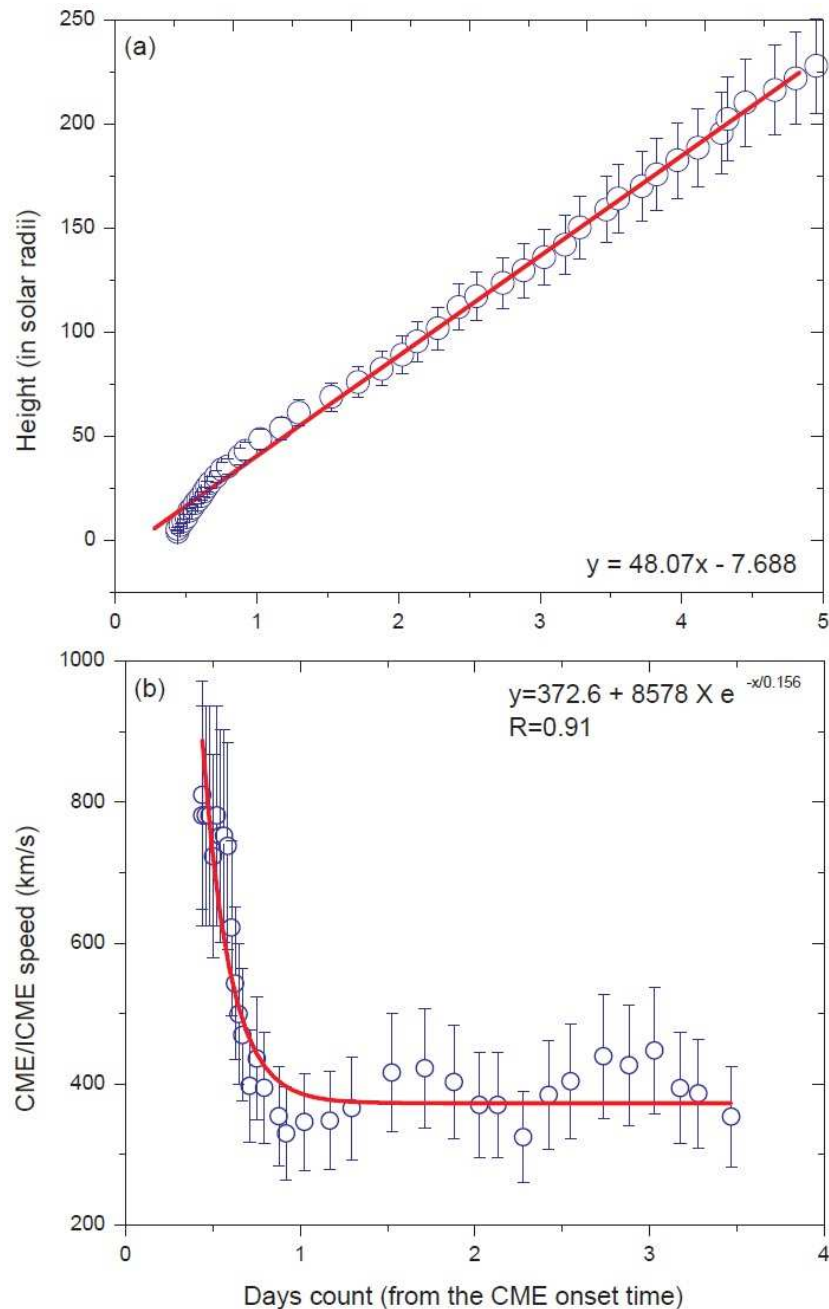 250
(a)
200
150
100
50
0
Height (in solar radii)
y = 48.07x - 7.688
0 1 2 3 4 5
1000
(b)
y=372.6 + 8578 X e -x/0.156
R=0.91
800
600
400
200
CME/ICME speed (km/s)
0 1 2 3 4
Days count (from the CME onset time)